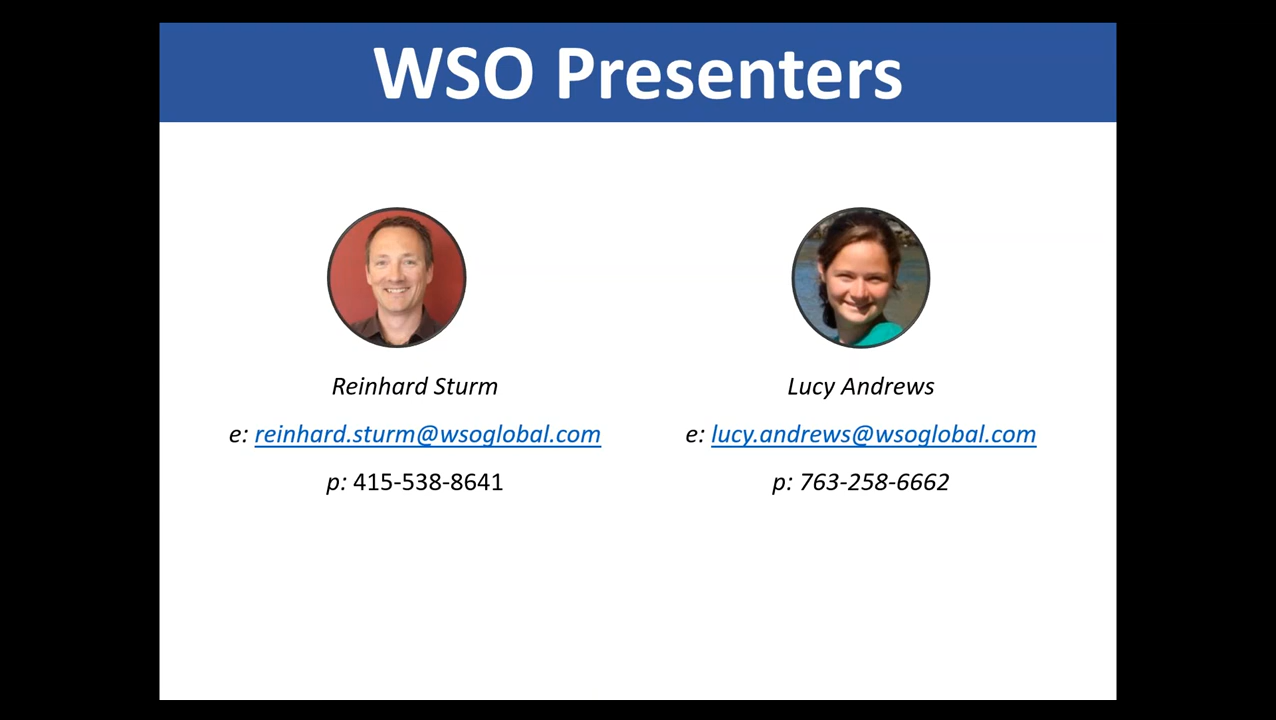 WSO Presenters
Reinhard Sturm
e: reinhard.sturm@wsoglobal.com
p: 415-538-8641
Lucy Andrews
e: lucy.andrews@wsoglobal.com
p: 763-258-6662